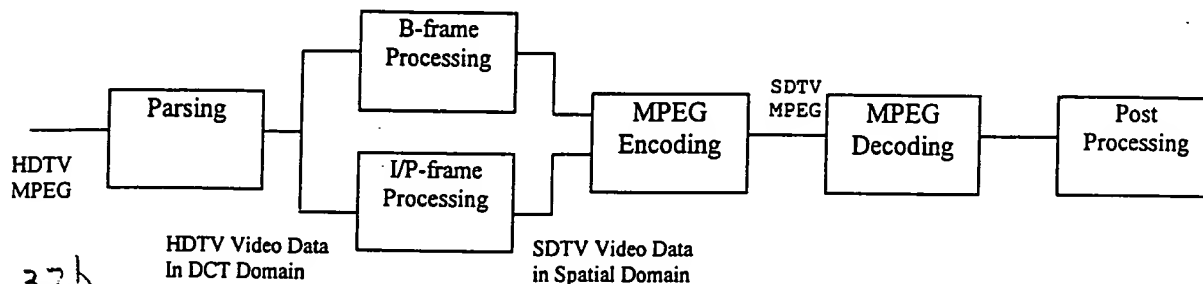 B-frame
Processing
Parsing
HDTV
MPEG
I/P-frame
Processing
HDTV Video Data
In DCT Domain
SDTV Video Data
in Spatial Domain
MPEG
Encoding
SDTV
MPEG
MPEG
Decoding
Post
Processing